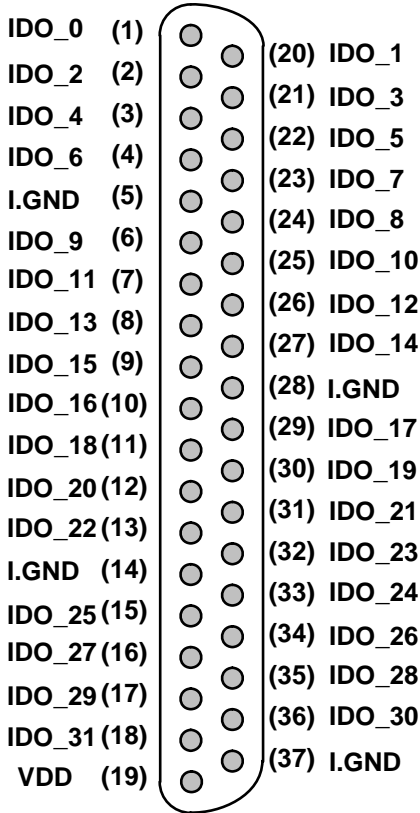 IDO_0 (1)
IDO_2 (2)
IDO_4 (3)
IDO_6 (4)
I.GND (5)
IDO_9 (6)
IDO_11 (7)
IDO_13 (8)
IDO_15 (9)
IDO_16 (10)
IDO_18 (11)
IDO_20 (12)
IDO_22 (13)
I.GND (14)
IDO_25 (15)
IDO_27 (16)
IDO_29 (17)
IDO_31 (18)
VDD (19)
(20) IDO_1
(21) IDO_3
(22) IDO_5
(23) IDO_7
(24) IDO_8
(25) IDO_10
(26) IDO_12
(27) IDO_14
(28) I.GND
(29) IDO_17
(30) IDO_19
(31) IDO_21
(32) IDO_23
(33) IDO_24
(34) IDO_26
(35) IDO_28
(36) IDO_30
(37) I.GND